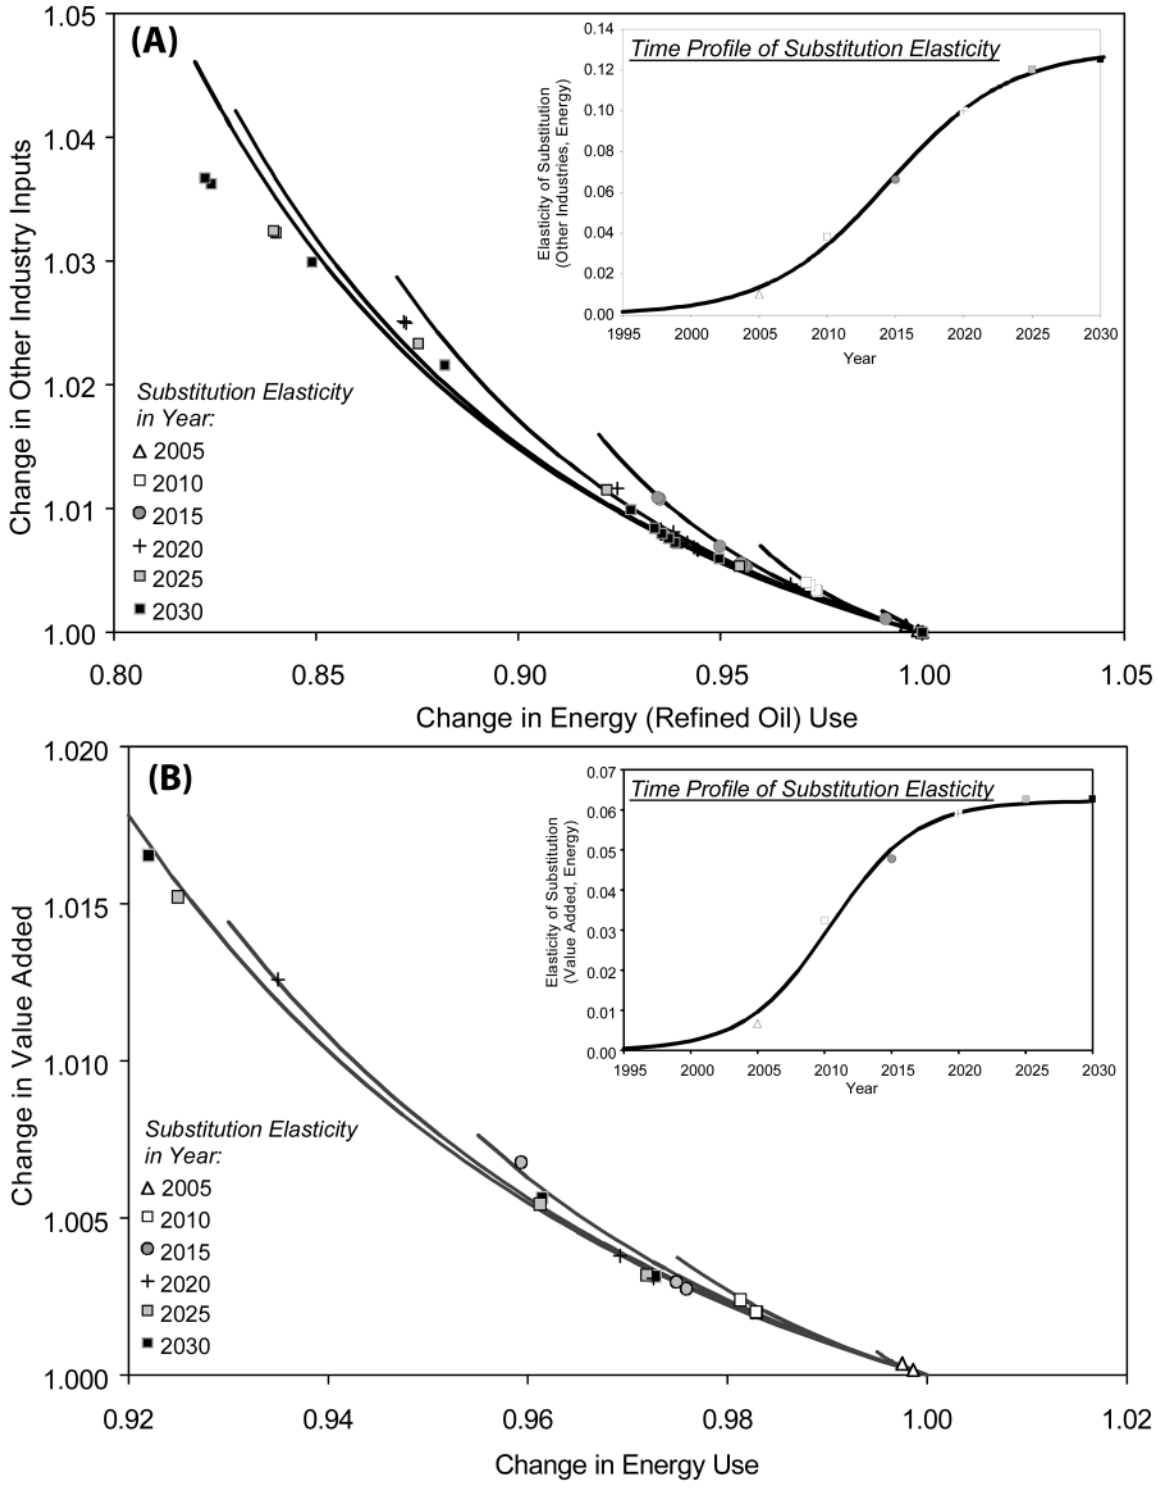 (A)
Time Profile of Substitution Elasticity
Elasticity of Substitution
(Other Industries, Energy)
0.14
0.12
0.10
0.08
0.06
0.04
0.02
0.00
1995 2000 2005 2010 2015 2020 2025 2030
Year
Change in Other Industry Inputs
1.05
1.04
1.03
1.02
1.01
1.00
Substitution Elasticity
in Year:
2005
2010
2015
2020
2025
2030
0.80 0.85 0.90 0.95 1.00 1.05
Change in Energy (Refined Oil) Use
(B)
Time Profile of Substitution Elasticity
Elasticity of Substitution
(Value Added, Energy)
0.07
0.06
0.05
0.04
0.03
0.02
0.01
0.00
1995 2000 2005 2010 2015 2020 2025 2030
Year
Change in Value Added
1.020
1.015
1.010
1.005
1.000
Substitution Elasticity
in Year:
2005
2010
2015
2020
2025
2030
0.92 0.94 0.96 0.98 1.00 1.02
Change in Energy Use